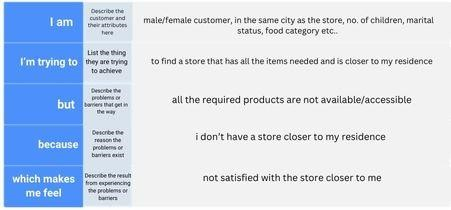 I am
Describe the
customer and
their attributes
here
male/female customer, in the same city as the store, no. of children, marital
status, food category etc..
I'm trying to
List the thing
they are trying
to achieve
to find a store that has all the items needed and is closer to my residence
but
Describe the
problems or
barriers that get in
the way
all the required products are not available/accessible
because
Describe the
reason the
problems or
barriers exist
i don't have a store closer to my residence
which makes
me feel
Describe the result
from experiencing
the problems or
barriers
not satisfied with the store closer to me